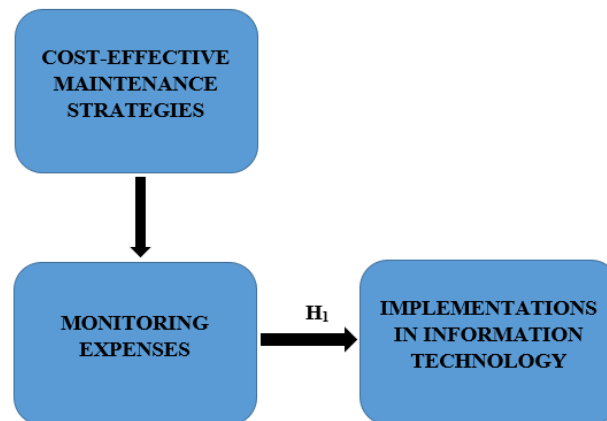 COST-EFFECTIVE
MAINTENANCE
STRATEGIES
MONITORING
EXPENSES
H₁
IMPLEMENTATIONS
IN INFORMATION
TECHNOLOGY